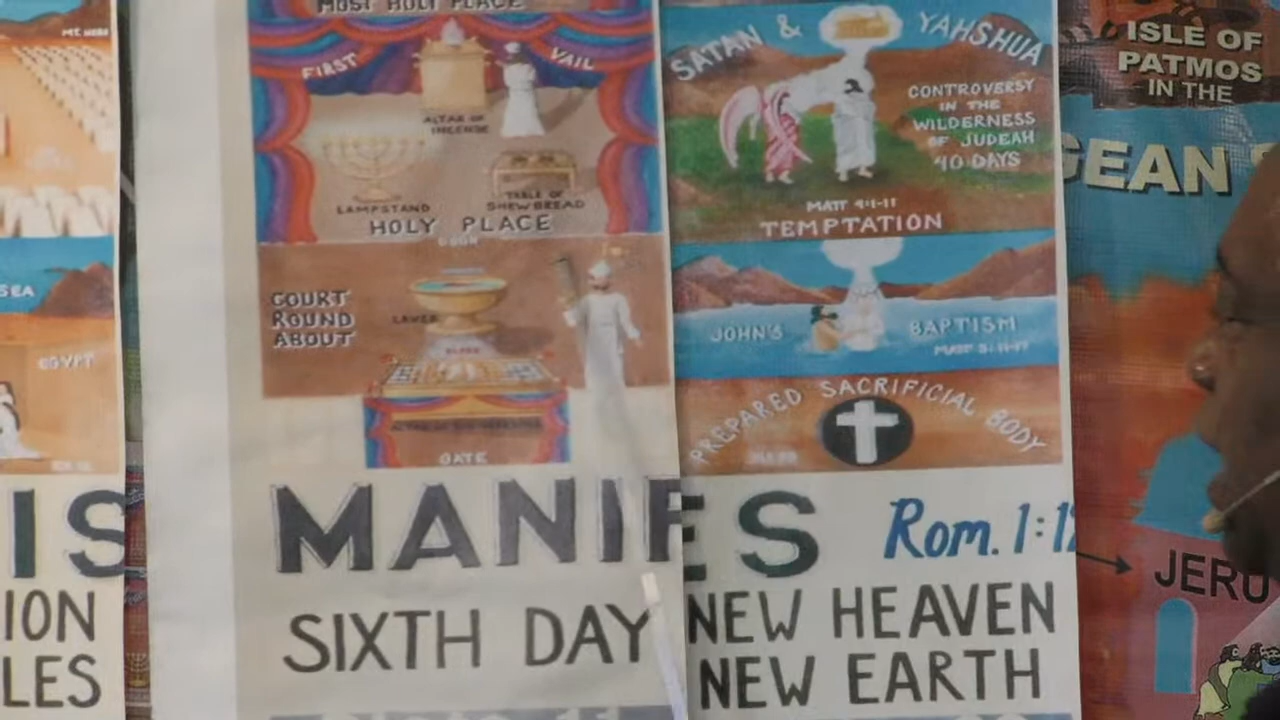 MT. NEBO
SEA
EGYPT
IS
ION
LES
MOST HOLY PLACE
FIRST
VAIL
ALTAR OF
INCENSE
LAMPSTAND
TABLE OF
SHEWBREAD
HOLY PLACE
DOOR
COURT
ROUND
ABOUT
LAVER
GATE
MANIF
SIXTH DAY
SATAN & YAHSHUA
CONTROVERSY
IN THE
WILDERNESS
OF JUDEAH
40 DAYS
MATT 4:1-11
TEMPTATION
JOHN'S BAPTISM
PREPARED SACRIFICIAL BODY
ES
Rom. 1:1
NEW HEAVEN
NEW EARTH
ISLE OF
PATMOS
IN THE
GEAN S
JERU